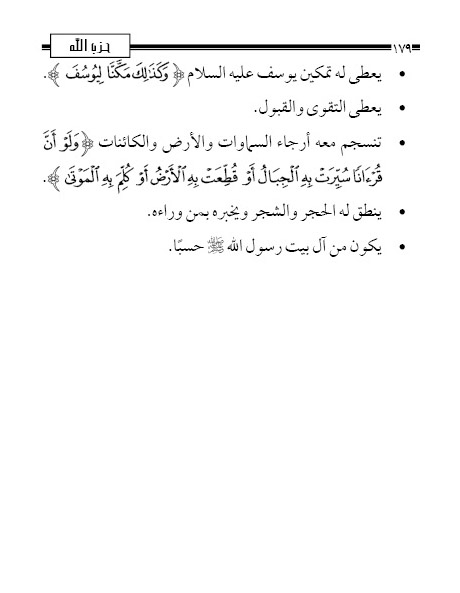 ١٧٩ حزب الله
• يعطى له تمكين يوسف عليه السلام ﴿ وَكَذَٰلِكَ مَكَّنَّا لِيُوسُفَ ﴾.
• يعطى التقوى والقبول.
• تنسجم معه أرجاء السماوات والأرض والكائنات ﴿ وَلَوْ أَنَّ
قُرْءَانًا سُيِّرَتْ بِهِ ٱلْجِبَالُ أَوْ قُطِّعَتْ بِهِ ٱلْأَرْضُ أَوْ كُلِّمَ بِهِ ٱلْمَوْتَىٰ ﴾.
• ينطق له الحجر والشجر ويخبره بمن وراءه.
• يكون من آل بيت رسول الله ﷺ حسبًا.